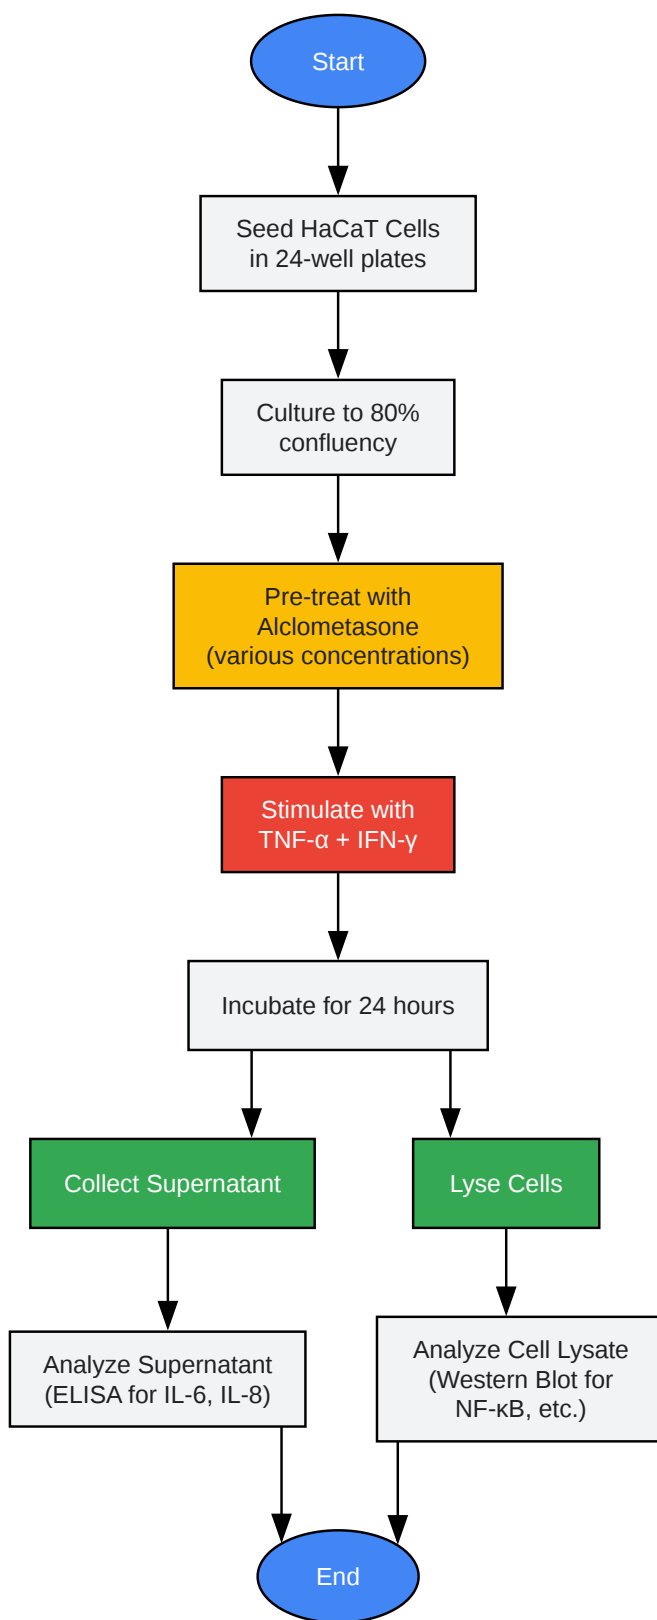 Start
Seed HaCaT Cells
in 24-well plates
Culture to 80%
confluency
Pre-treat with
Alclometasone
(various concentrations)
Stimulate with
TNF-α + IFN-γ
Incubate for 24 hours
Collect Supernatant
Lyse Cells
Analyze Supernatant
(ELISA for IL-6, IL-8)
Analyze Cell Lysate
(Western Blot for
NF-κB, etc.)
End